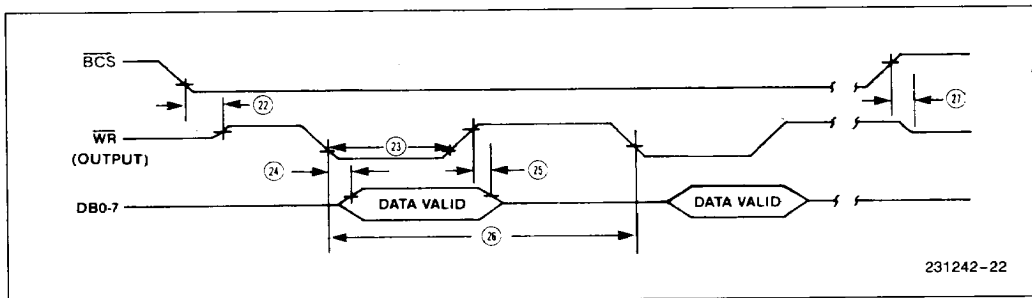 BCS
22
27
WR
(OUTPUT)
23
24
25
DB0-7
DATA VALID
DATA VALID
26
231242-22